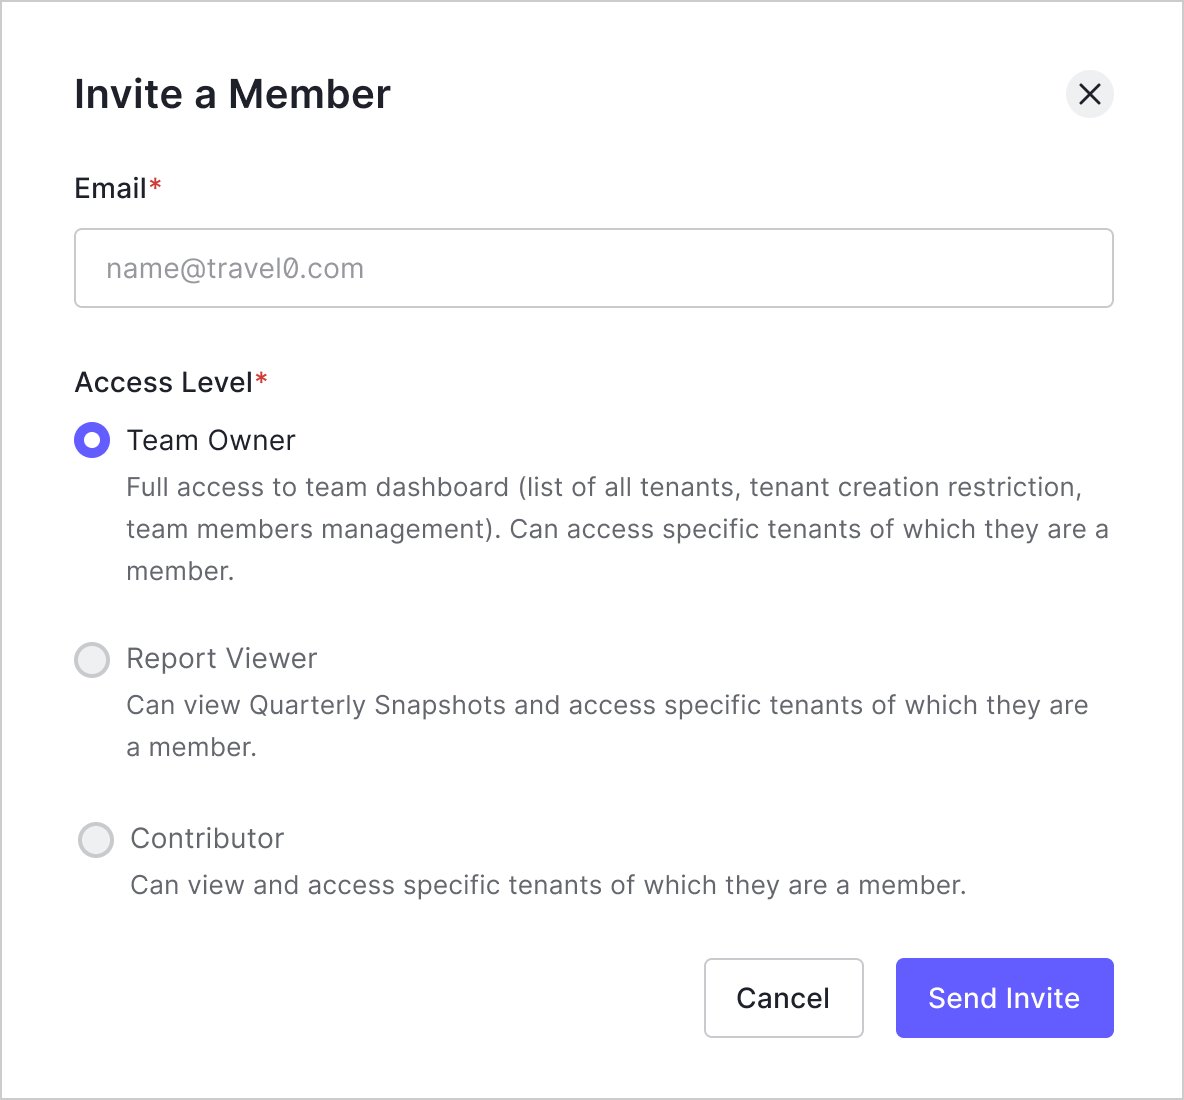 Invite a Member
Email*
name@travel0.com
Access Level*
Team Owner
Full access to team dashboard (list of all tenants, tenant creation restriction,
team members management). Can access specific tenants of which they are a
member.
Report Viewer
Can view Quarterly Snapshots and access specific tenants of which they are
a member.
Contributor
Can view and access specific tenants of which they are a member.
Cancel
Send Invite